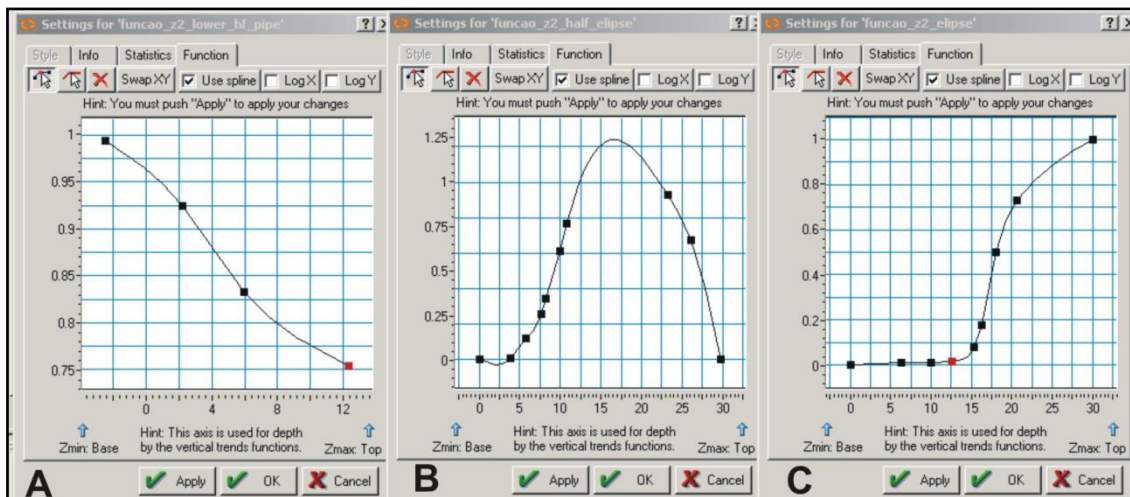 Settings for 'funcao_z2_lower_hf_pipe'
Style Info Statistics Function
Swap XY Use spline Log X Log Y
Hint: You must push "Apply" to apply your changes
1
0.95
0.9
0.85
0.8
0.75
0 4 8 12
Zmin: Base
Hint: This axis is used for depth
by the vertical trends functions.
Zmax: Top
A
Apply OK Cancel
Settings for 'funcao_z2_half_elipse'
Style Info Statistics Function
Swap XY Use spline Log X Log Y
Hint: You must push "Apply" to apply your changes
1.25
1
0.75
0.5
0.25
0
0 5 10 15 20 25 30
Zmin: Base
Hint: This axis is used for depth
by the vertical trends functions.
Zmax: Top
B
Apply OK Cancel
Settings for 'funcao_z2_elipse'
Style Info Statistics Function
Swap XY Use spline Log X Log Y
Hint: You must push "Apply" to apply your changes
1
0.8
0.6
0.4
0.2
0
0 5 10 15 20 25 30
Zmin: Base
Hint: This axis is used for depth
by the vertical trends functions.
Zmax: Top
C
Apply OK Cancel